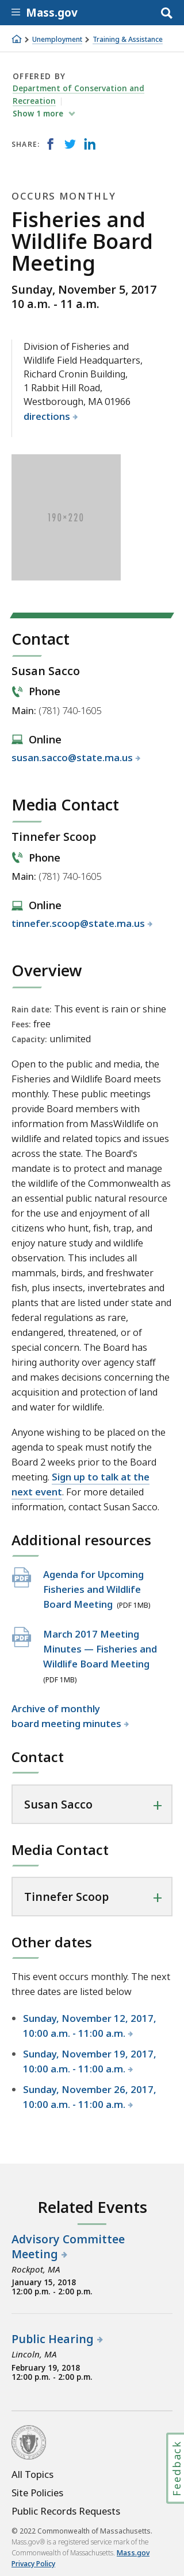 Mass.gov
Unemployment > Training & Assistance
OFFERED BY
Department of Conservation and
Recreation |
Show 1 more
SHARE:
OCCURS MONTHLY
Fisheries and
Wildlife Board
Meeting
Sunday, November 5, 2017
10 a.m. - 11 a.m.
Division of Fisheries and
Wildlife Field Headquarters,
Richard Cronin Building,
1 Rabbit Hill Road,
Westborough, MA 01966
directions
190×220
Contact
Susan Sacco
Phone
Main: (781) 740-1605
Online
susan.sacco@state.ma.us
Media Contact
Tinnefer Scoop
Phone
Main: (781) 740-1605
Online
tinnefer.scoop@state.ma.us
Overview
Rain date: This event is rain or shine
Fees: free
Capacity: unlimited
Open to the public and media, the
Fisheries and Wildlife Board meets
monthly. These public meetings
provide Board members with
information from MassWildlife on
wildlife and related topics and issues
across the state. The Board's
mandate is to oversee and protect
the wildlife of the Commonwealth as
an essential public natural resource
for the use and enjoyment of all
citizens who hunt, fish, trap, and
enjoy nature and wildlife
observation. This includes all
mammals, birds, and freshwater
fish, plus insects, invertebrates and
plants that are listed under state and
federal regulations as rare,
endangered, threatened, or of
special concern. The Board has
hiring authority over agency staff
and makes decisions concerning the
acquisition and protection of land
and water for wildlife.
Anyone wishing to be placed on the
agenda to speak must notify the
Board 2 weeks prior to the Board
meeting. Sign up to talk at the
next event. For more detailed
information, contact Susan Sacco.
Additional resources
PDF
Agenda for Upcoming
Fisheries and Wildlife
Board Meeting (PDF 1MB)
PDF
March 2017 Meeting
Minutes — Fisheries and
Wildlife Board Meeting
(PDF 1MB)
Archive of monthly
board meeting minutes
Contact
Susan Sacco +
Media Contact
Tinnefer Scoop +
Other dates
This event occurs monthly. The next
three dates are listed below
• Sunday, November 12, 2017,
10:00 a.m. - 11:00 a.m.
• Sunday, November 19, 2017,
10:00 a.m. - 11:00 a.m.
• Sunday, November 26, 2017,
10:00 a.m. - 11:00 a.m.
Related Events
Advisory Committee
Meeting
Rockport, MA
January 15, 2018
12:00 p.m. - 2:00 p.m.
Public Hearing
Lincoln, MA
February 19, 2018
12:00 p.m. - 2:00 p.m.
Feedback
All Topics
Site Policies
Public Records Requests
© 2022 Commonwealth of Massachusetts.
Mass.gov® is a registered service mark of the
Commonwealth of Massachusetts. Mass.gov
Privacy Policy